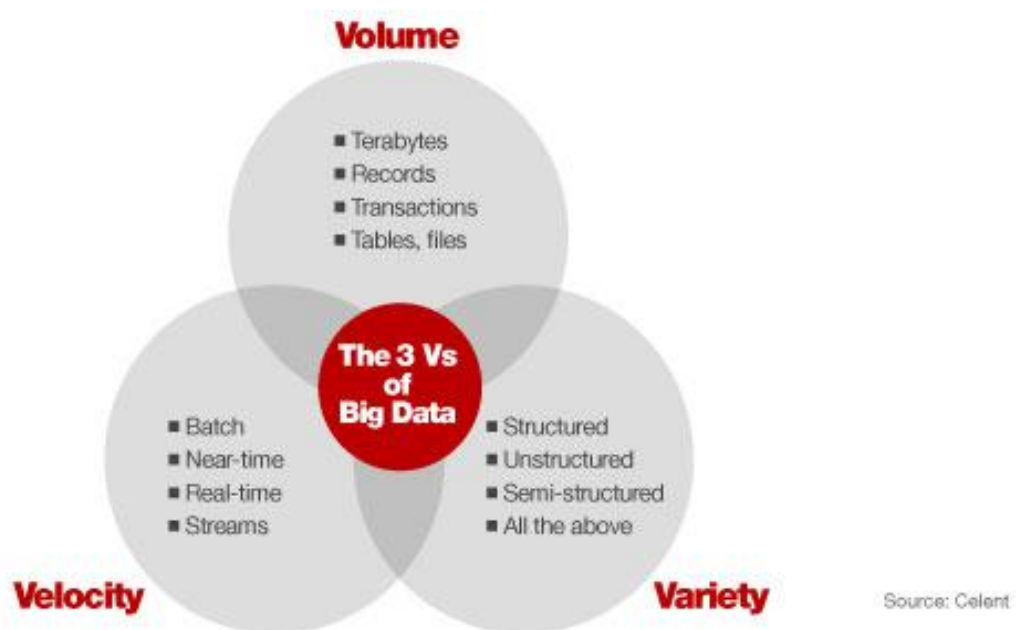 Volume
■ Terabytes
■ Records
■ Transactions
■ Tables, files
The 3 Vs
of
Big Data
■ Batch
■ Near-time
■ Real-time
■ Streams
■ Structured
■ Unstructured
■ Semi-structured
■ All the above
Velocity
Variety
Source: Celent